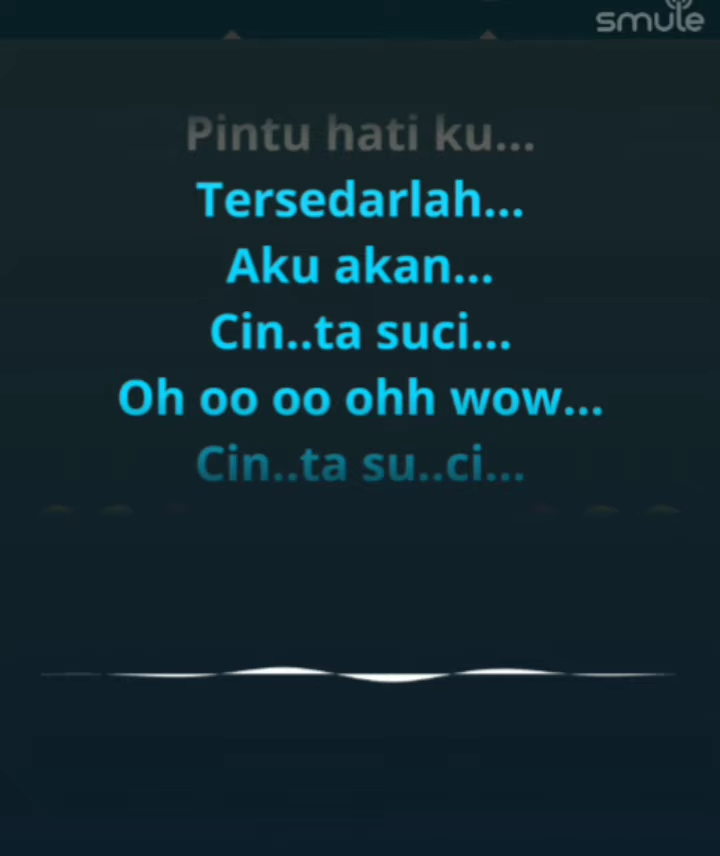 smule
Pintu hati ku...
Tersedarlah...
Aku akan...
Cin..ta suci...
Oh oo oo ohh wow...
Cin..ta su..ci...